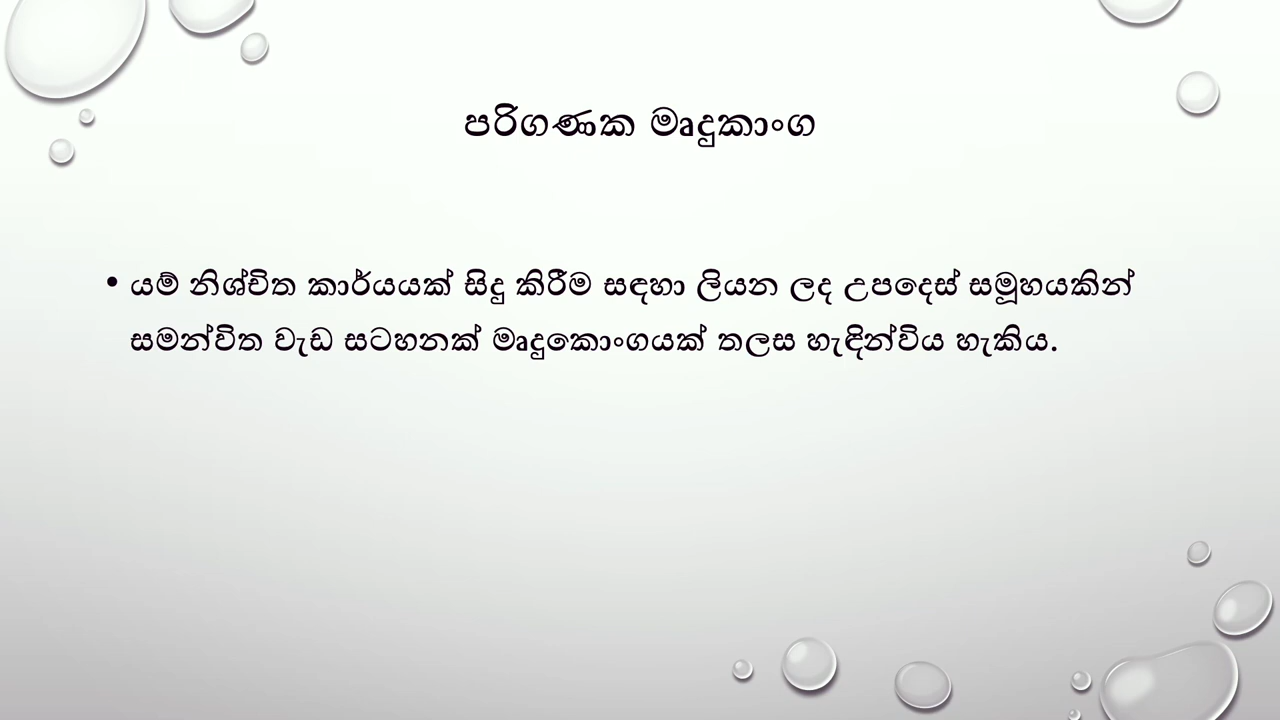 පරිගණක මෘදුකාංග
• යම් නිශ්චිත කාර්යයක් සිදු කිරීම සඳහා ලියන ලද උපදෙස් සමූහයකින්
සමන්විත වැඩ සටහනක් මෘදුකොංගයක් තලස හැඳින්විය හැකිය.